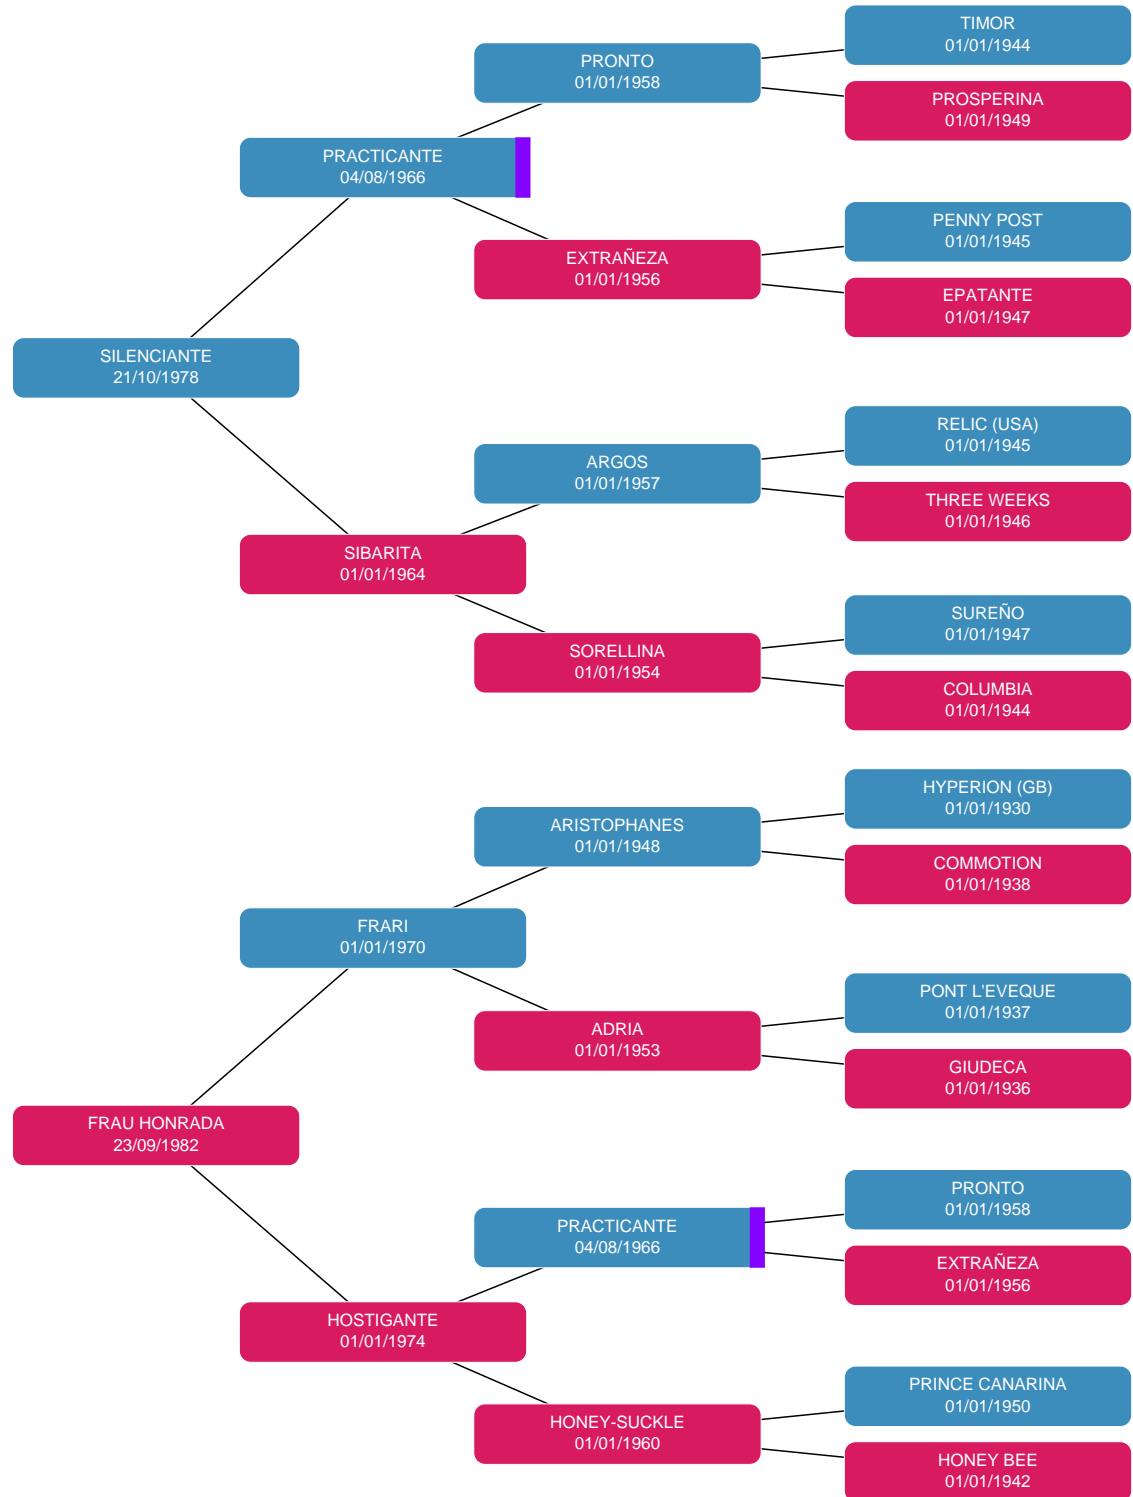 TIMOR
01/01/1944
PRONTO
01/01/1958
PROSPERINA
01/01/1949
PRACTICANTE
04/08/1966
PENNY POST
01/01/1945
EXTRAÑEZA
01/01/1956
EPATANTE
01/01/1947
SILENCIANTE
21/10/1978
RELIC (USA)
01/01/1945
ARGOS
01/01/1957
THREE WEEKS
01/01/1946
SIBARITA
01/01/1964
SUREÑO
01/01/1947
SORELLINA
01/01/1954
COLUMBIA
01/01/1944
HYPERION (GB)
01/01/1930
ARISTOPHANES
01/01/1948
COMMOTION
01/01/1938
FRARI
01/01/1970
PONT L'EVEQUE
01/01/1937
ADRIA
01/01/1953
GIUDECA
01/01/1936
FRAU HONRADA
23/09/1982
PRONTO
01/01/1958
PRACTICANTE
04/08/1966
EXTRAÑEZA
01/01/1956
HOSTIGANTE
01/01/1974
PRINCE CANARINA
01/01/1950
HONEY-SUCKLE
01/01/1960
HONEY BEE
01/01/1942